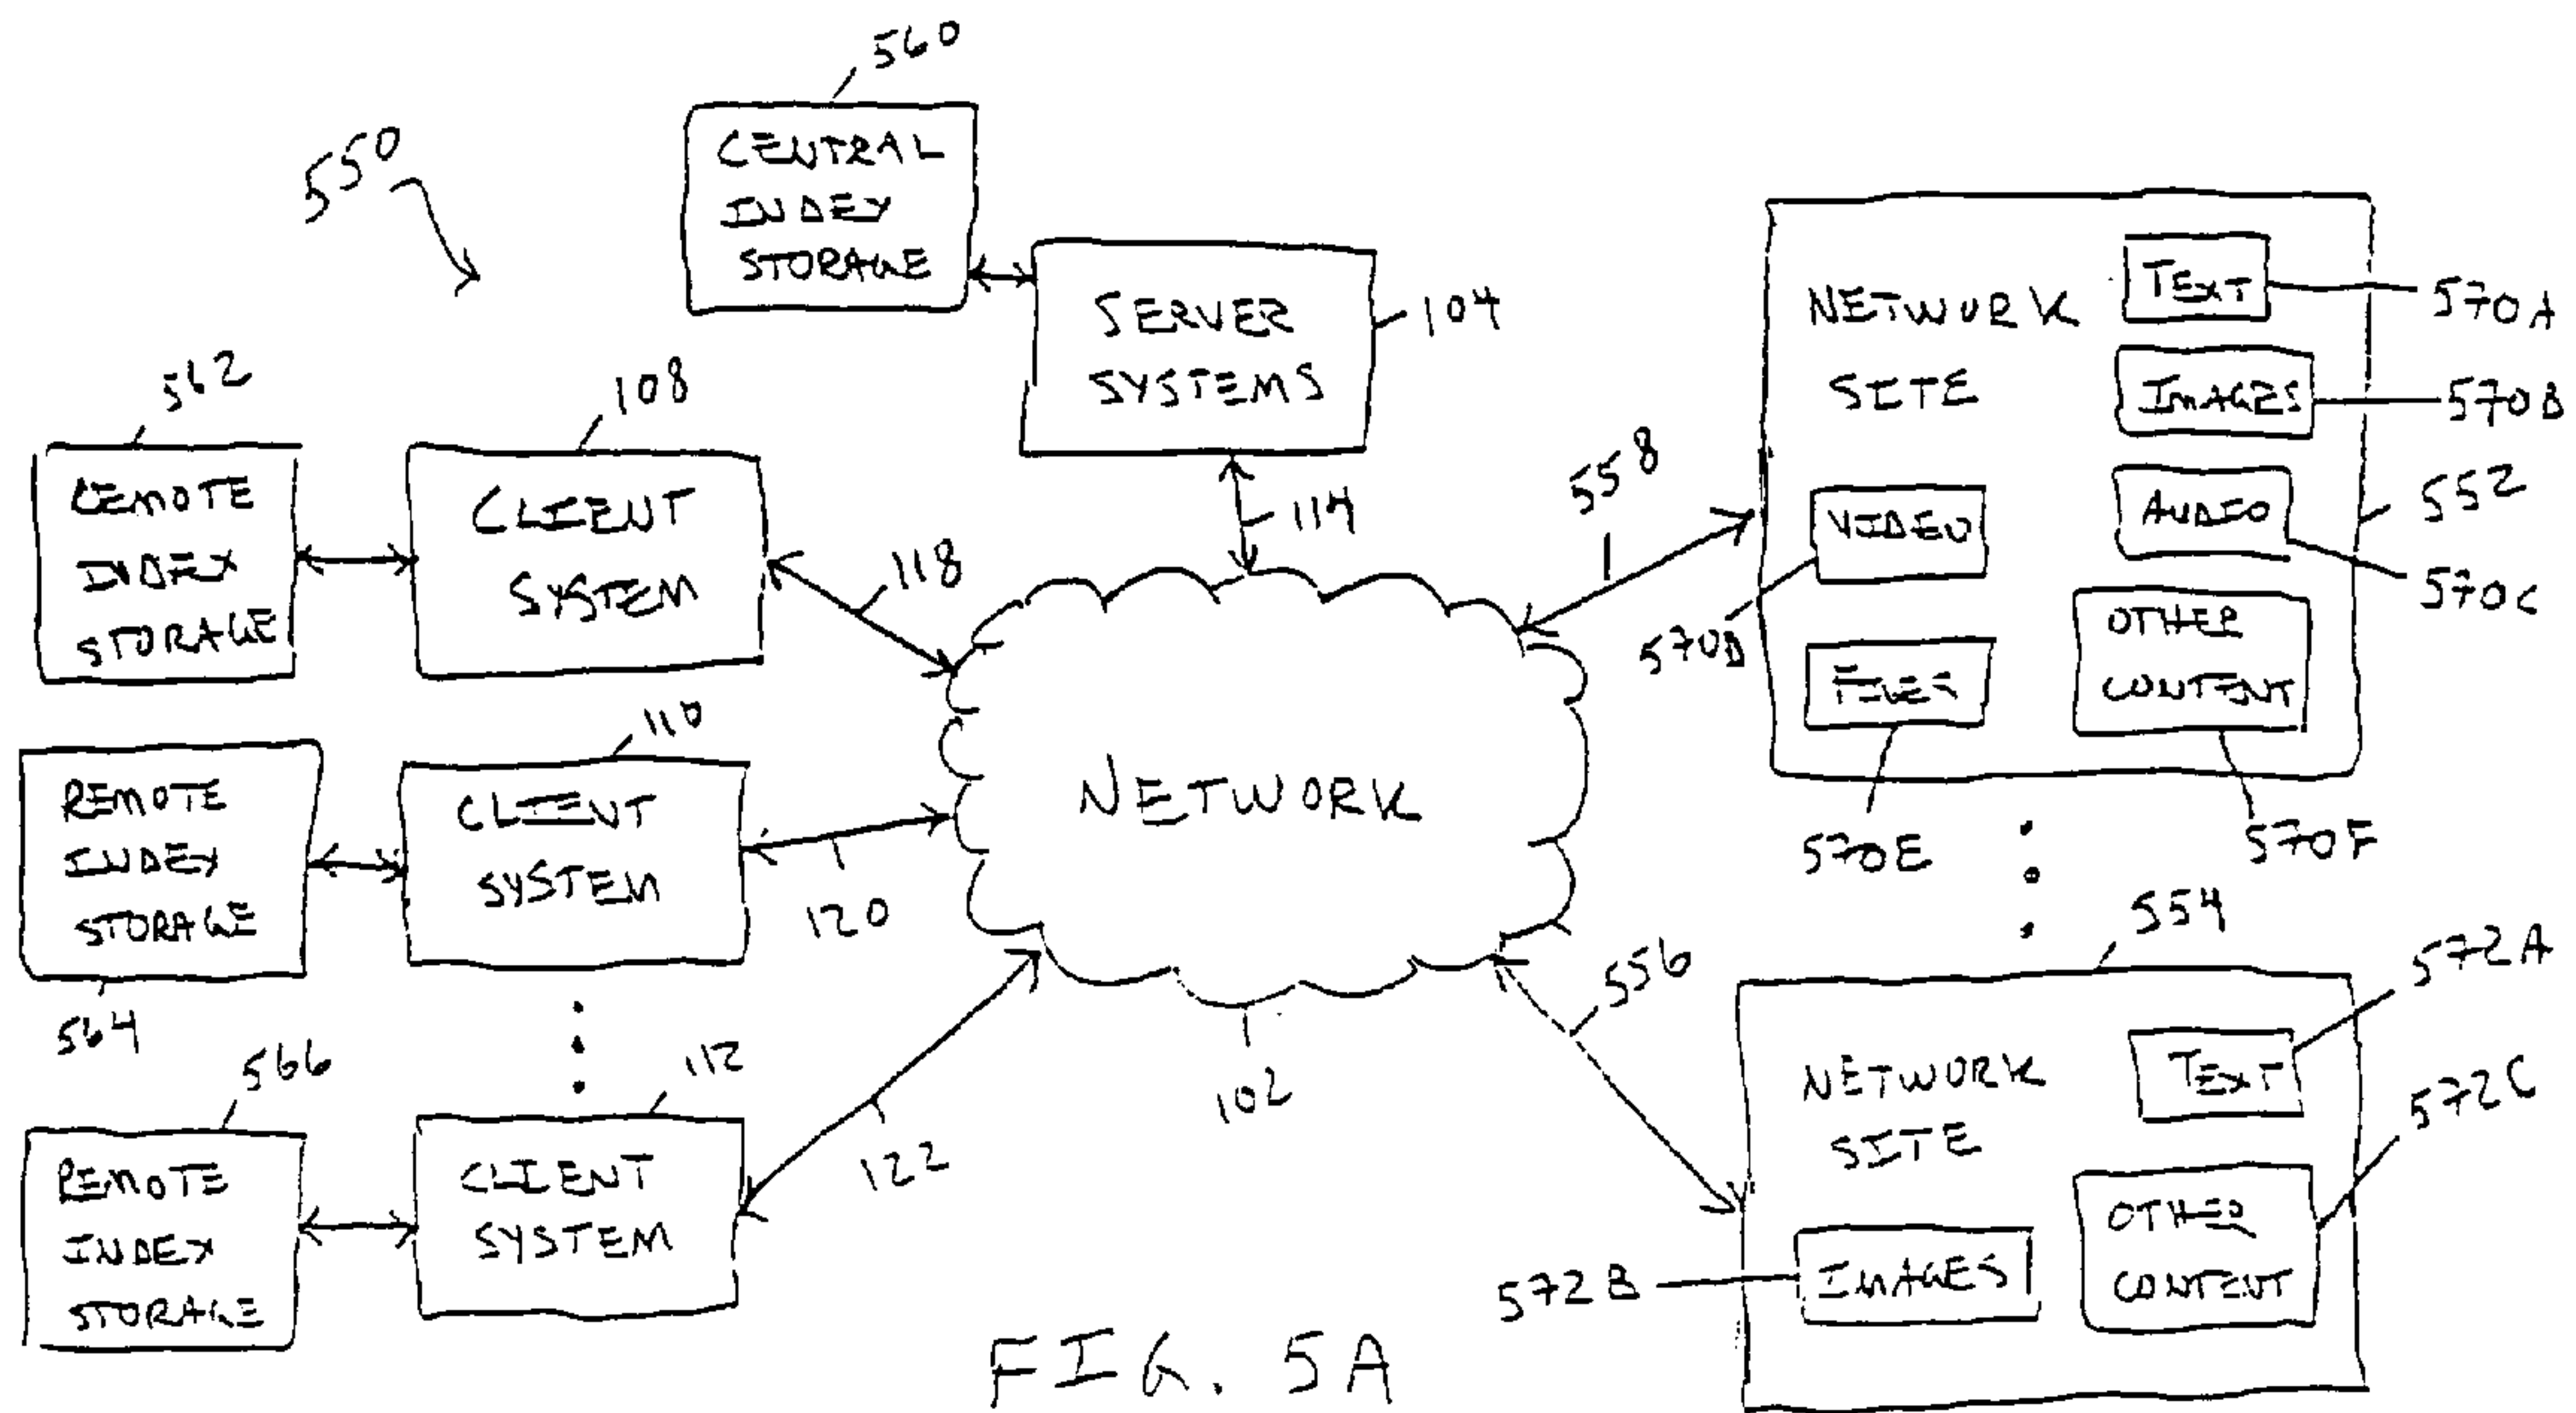 560
CENTRAL
INDEX
STORAGE
550
SERVER
SYSTEMS
104
114
562
REMOTE
INDEX
STORAGE
108
CLIENT
SYSTEM
118
110
REMOTE
INDEX
STORAGE
564
CLIENT
SYSTEM
120
566
REMOTE
INDEX
STORAGE
112
CLIENT
SYSTEM
122
NETWORK
102
558
NETWORK
SITE
TEXT
570A
IMAGES
570B
AUDIO
552
570C
VIDEO
570D
FILES
570E
OTHER
CONTENT
570F
556
554
NETWORK
SITE
TEXT
572A
572C
IMAGES
572B
OTHER
CONTENT
FIG. 5A